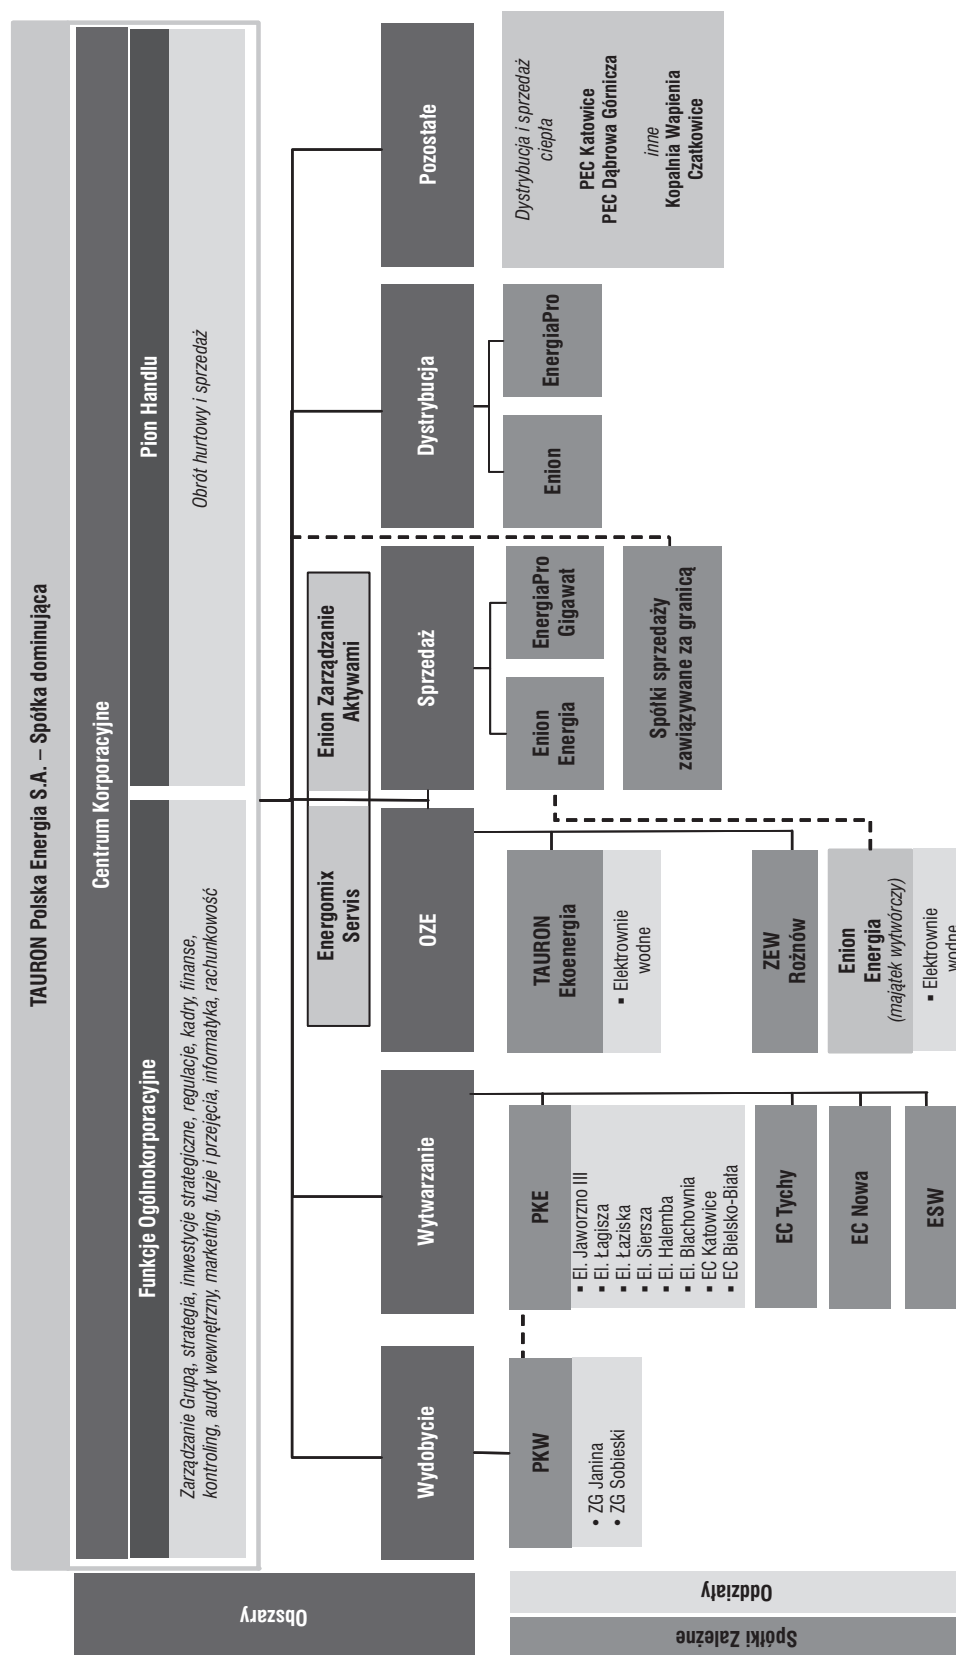 TAURON Polska Energia S.A. – Spółka dominująca
Centrum Korporacyjne
Funkcje Ogólnokorporacyjne
Zarządzanie Grupą, strategia, inwestycje strategiczne, regulacje, kadry, finanse,
kontroling, audyt wewnętrzny, marketing, fuzje i przejęcia, informatyka, rachunkowość
Pion Handlu
Obrót hurtowy i sprzedaż
Energomix
Servis
Enion Zarządzanie
Aktywami
Obszary
Wydobycie
Wytwarzanie
OZE
Sprzedaż
Dystrybucja
Pozostałe
Spółki Zależne
Oddziały
PKW
• ZG Janina
• ZG Sobieski
PKE
▪ El. Jaworzno III
▪ El. Łagisza
▪ El. Łaziska
▪ El. Siersza
▪ El. Halemba
▪ El. Blachownia
▪ EC Katowice
▪ EC Bielsko-Biała
EC Tychy
EC Nowa
ESW
TAURON
Ekoenergia
▪ Elektrownie
wodne
ZEW
Rożnów
Enion
Energia
(majątek wytwórczy)
▪ Elektrownie
wodne
Enion
Energia
EnergiaPro
Gigawat
Spółki sprzedaży
zawiązywane za granicą
Enion
EnergiaPro
Dystrybucja i sprzedaż
ciepła
PEC Katowice
PEC Dąbrowa Górnicza
inne
Kopalnia Wapienia
Czatkowice